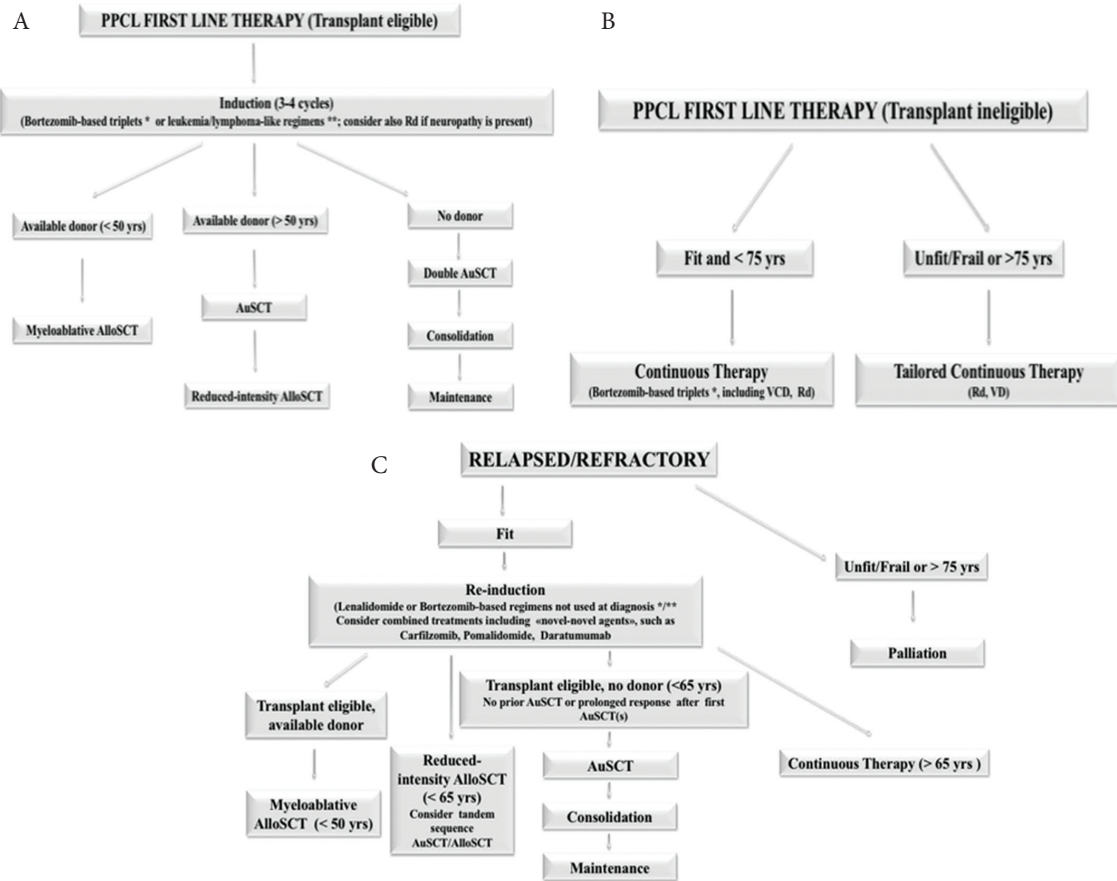 A
PPCL FIRST LINE THERAPY (Transplant eligible)
Induction (3-4 cycles)
(Bortezomib-based triplets * or leukemia/lymphoma-like regimens **; consider also Rd if neuropathy is present)
Available donor (< 50 yrs)
Available donor (> 50 yrs)
No donor
Myeloablative AlloSCT
AuSCT
Reduced-intensity AlloSCT
Double AuSCT
Consolidation
Maintenance
B
PPCL FIRST LINE THERAPY (Transplant ineligible)
Fit and < 75 yrs
Unfit/Frail or >75 yrs
Continuous Therapy
(Bortezomib-based triplets *, including VCD, Rd)
Tailored Continuous Therapy
(Rd, VD)
C
RELAPSED/REFRACTORY
Fit
Unfit/Frail or > 75 yrs
Palliation
Re-induction
(Lenalidomide or Bortezomib-based regimens not used at diagnosis */**
Consider combined treatments including «novel-novel agents», such as
Carfilzomib, Pomalidomide, Daratumumab
Transplant eligible,
available donor
Myeloablative
AlloSCT (< 50 yrs)
Reduced-
intensity AlloSCT
(< 65 yrs)
Consider tandem
sequence
AuSCT/AlloSCT
Transplant eligible, no donor (<65 yrs)
No prior AuSCT or prolonged response after first
AuSCT(s)
AuSCT
Consolidation
Maintenance
Continuous Therapy (> 65 yrs )